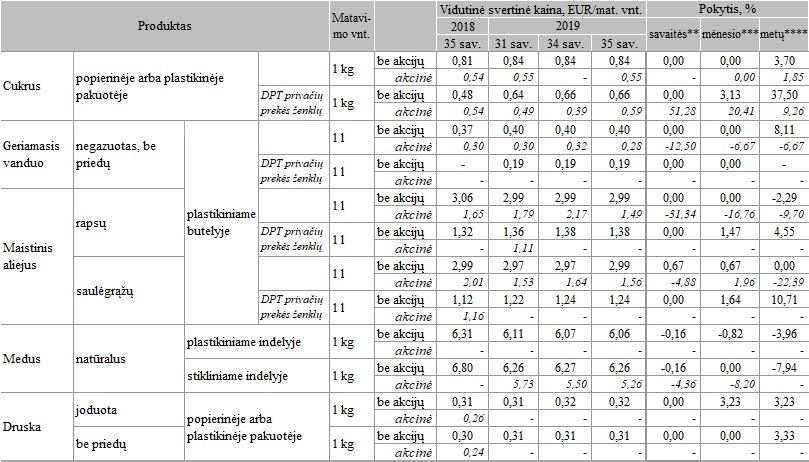 Produktas Matavi- mo vnt. Vidutinė svertinė kaina, EUR/mat. vnt. Pokytis, %
2018 2019 savaitės** mėnesio*** metų****
35 sav. 31 sav. 34 sav. 35 sav.
Cukrus popierinėje arba plastikinėje pakuotėje 1 kg be akcijų 0,81 0,84 0,84 0,84 0,00 0,00 3,70
akcinė 0,54 0,55 - 0,55 - 0,00 1,85
DPT privačių prekės ženklų 1 kg be akcijų 0,48 0,64 0,66 0,66 0,00 3,13 37,50
akcinė 0,54 0,49 0,39 0,59 51,28 20,41 9,26
Geriamasis vanduo negazuotas, be priedų plastikiniame butelyje 1 l be akcijų 0,37 0,40 0,40 0,40 0,00 0,00 8,11
akcinė 0,30 0,30 0,32 0,28 -12,50 -6,67 -6,67
DPT privačių prekės ženklų 1 l be akcijų - 0,19 0,19 0,19 0,00 0,00 -
akcinė - - - - - - -
Maistinis aliejus rapsų 1 l be akcijų 3,06 2,99 2,99 2,99 0,00 0,00 -2,29
akcinė 1,65 1,79 2,17 1,49 -31,34 -16,76 -9,70
DPT privačių prekės ženklų 1 l be akcijų 1,32 1,36 1,38 1,38 0,00 1,47 4,55
akcinė - 1,11 - - - - -
saulėgrąžų 1 l be akcijų 2,99 2,97 2,97 2,99 0,67 0,67 0,00
akcinė 2,01 1,53 1,64 1,56 -4,88 1,96 -22,39
DPT privačių prekės ženklų 1 l be akcijų 1,12 1,22 1,24 1,24 0,00 1,64 10,71
akcinė 1,16 - - - - - -
Medus natūralus plastikiniame indelyje 1 kg be akcijų 6,31 6,11 6,07 6,06 -0,16 -0,82 -3,96
akcinė - - - - - - -
stikliniame indelyje 1 kg be akcijų 6,80 6,26 6,27 6,26 -0,16 0,00 -7,94
akcinė - 5,73 5,50 5,26 -4,36 -8,20 -
Druska joduota popierinėje arba plastikinėje pakuotėje 1 kg be akcijų 0,31 0,31 0,32 0,32 0,00 3,23 3,23
akcinė 0,26 - - - - - -
be priedų 1 kg be akcijų 0,30 0,31 0,31 0,31 0,00 0,00 3,33
akcinė 0,24 - - - - - -